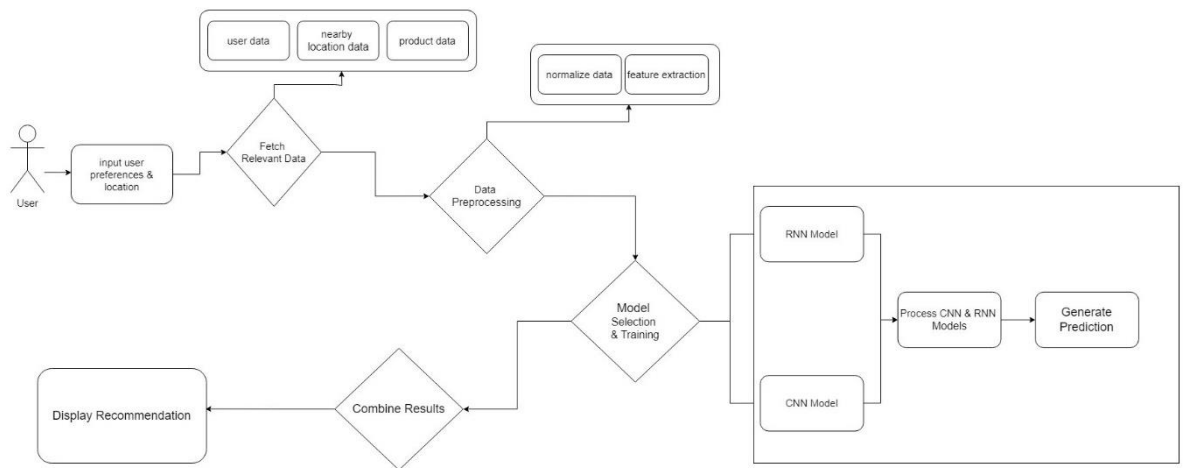 user data
nearby
location data
product data
normalize data
feature extraction
User
input user
preferences &
location
Fetch
Relevant Data
Data
Preprocessing
Model
Selection
& Training
RNN Model
CNN Model
Process CNN & RNN
Models
Generate
Prediction
Combine Results
Display Recommendation